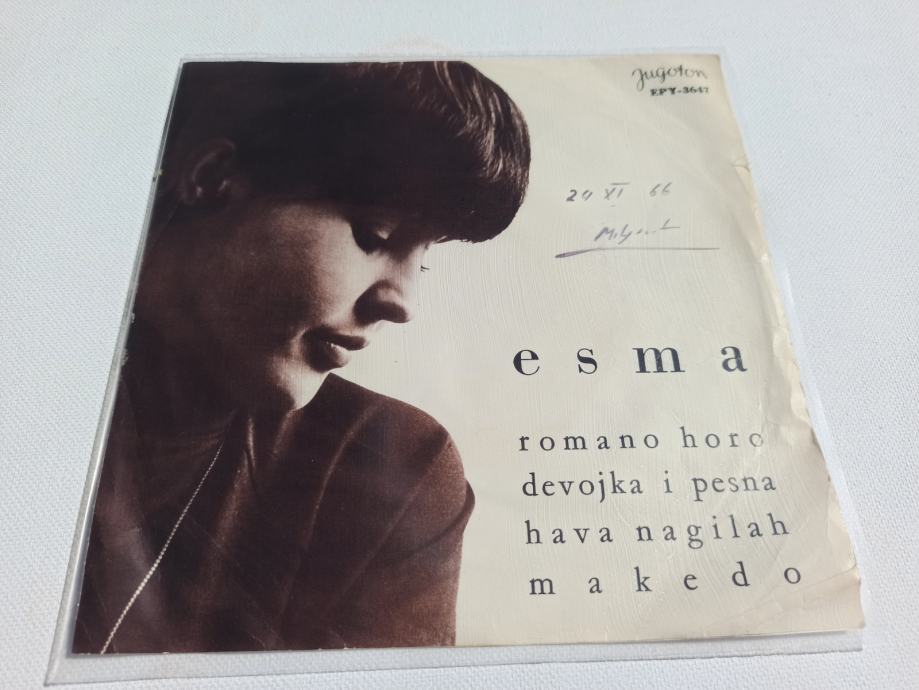 Jugoton
EPY-3647
24 XI 66
esma
romano horo
devojka i pesna
hava nagilah
makedo